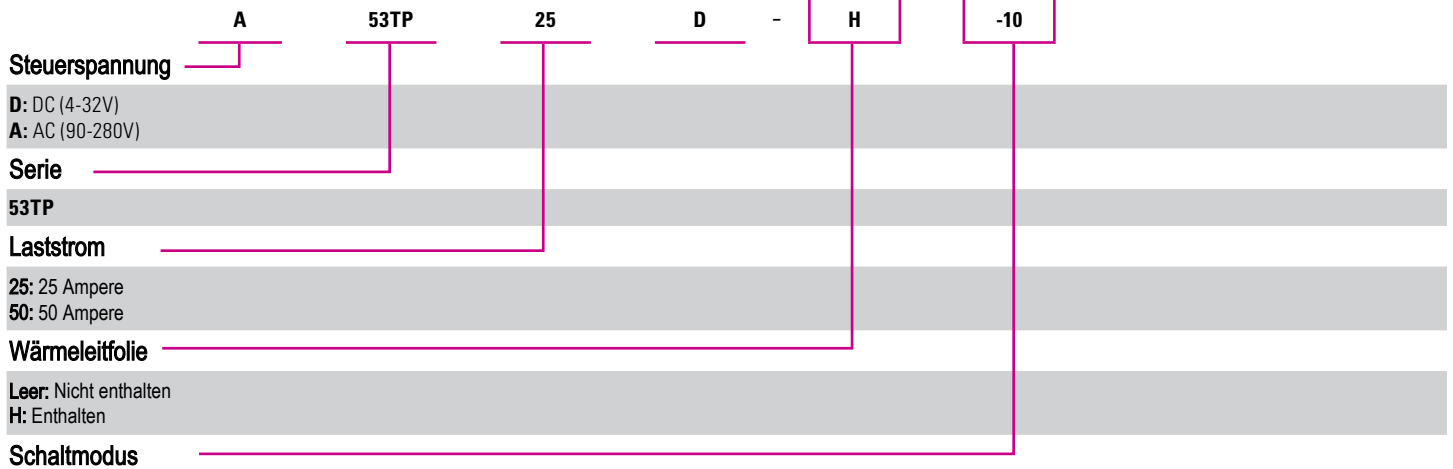 A 53TP 25 D - H -10
Steuerspannung
D: DC (4-32V)
A: AC (90-280V)
Serie
53TP
Laststrom
25: 25 Ampere
50: 50 Ampere
Wärmeleitfolie
Leer: Nicht enthalten
H: Enthalten
Schaltmodus